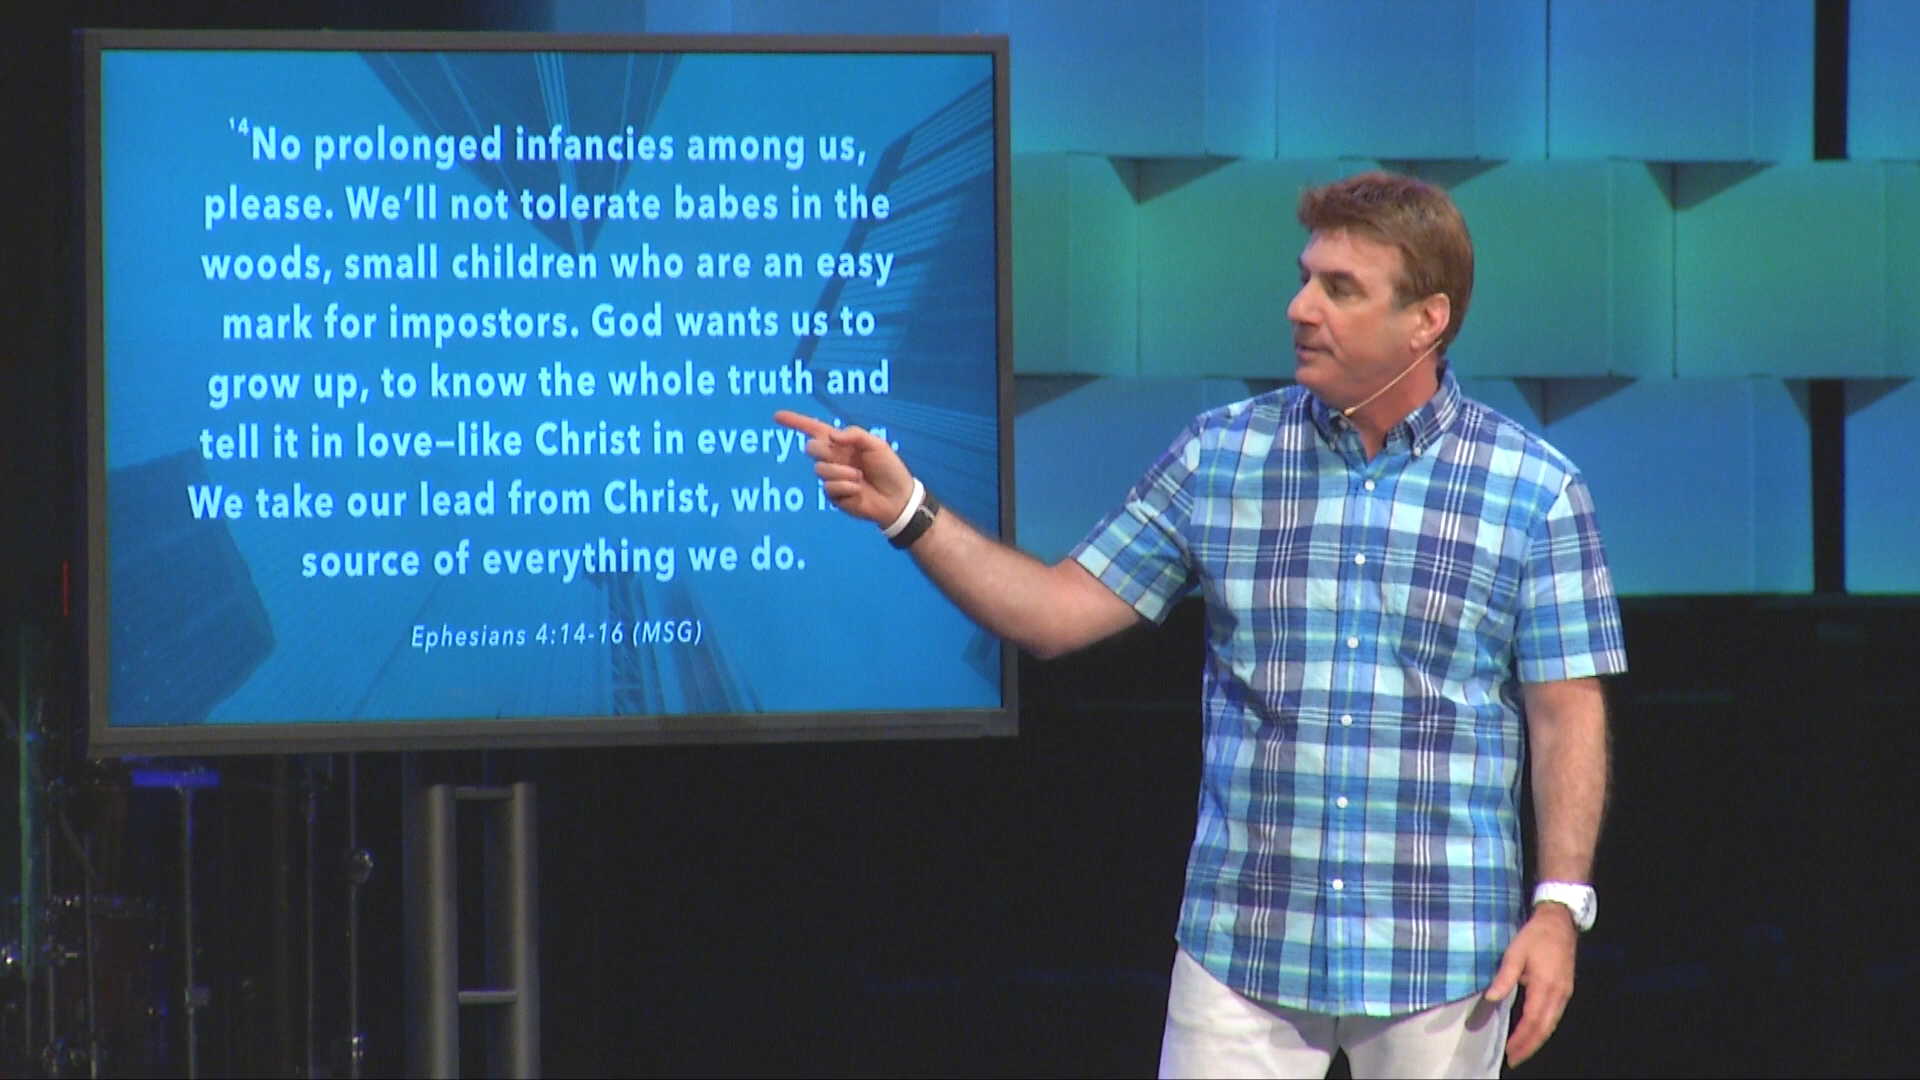 ¹⁴No prolonged infancies among us,
please. We'll not tolerate babes in the
woods, small children who are an easy
mark for impostors. God wants us to
grow up, to know the whole truth and
tell it in love—like Christ in everything.
We take our lead from Christ, who
source of everything we do.
Ephesians 4:14-16 (MSG)